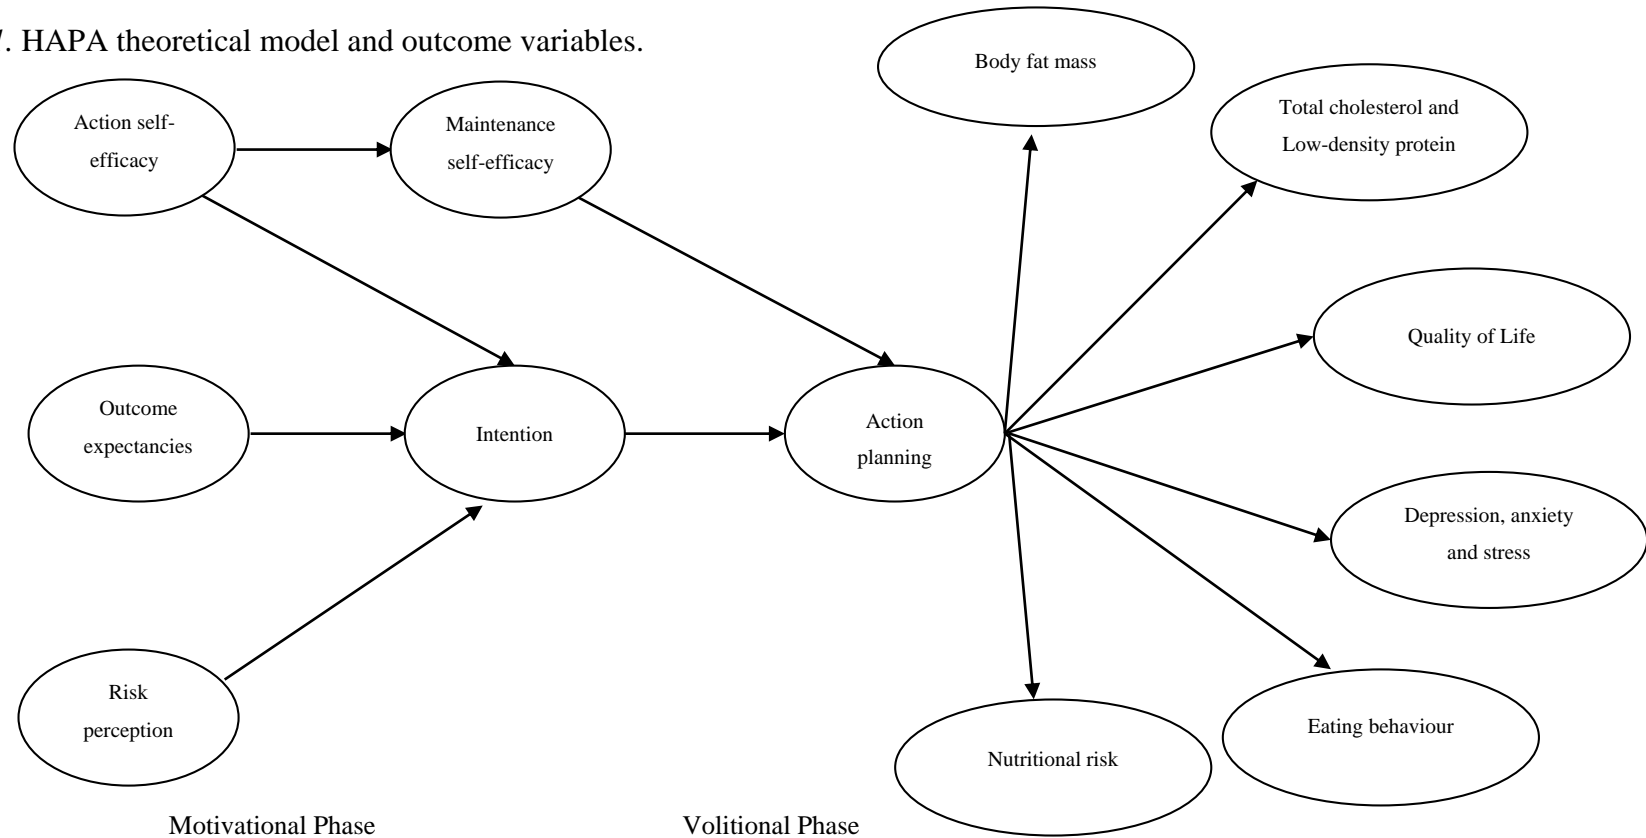 . HAPA theoretical model and outcome variables.
Body fat mass
Total cholesterol and
Low-density protein
Action self-
efficacy
Maintenance
self-efficacy
Quality of Life
Outcome
expectancies
Intention
Action
planning
Depression, anxiety
and stress
Risk
perception
Eating behaviour
Nutritional risk
Motivational Phase
Volitional Phase